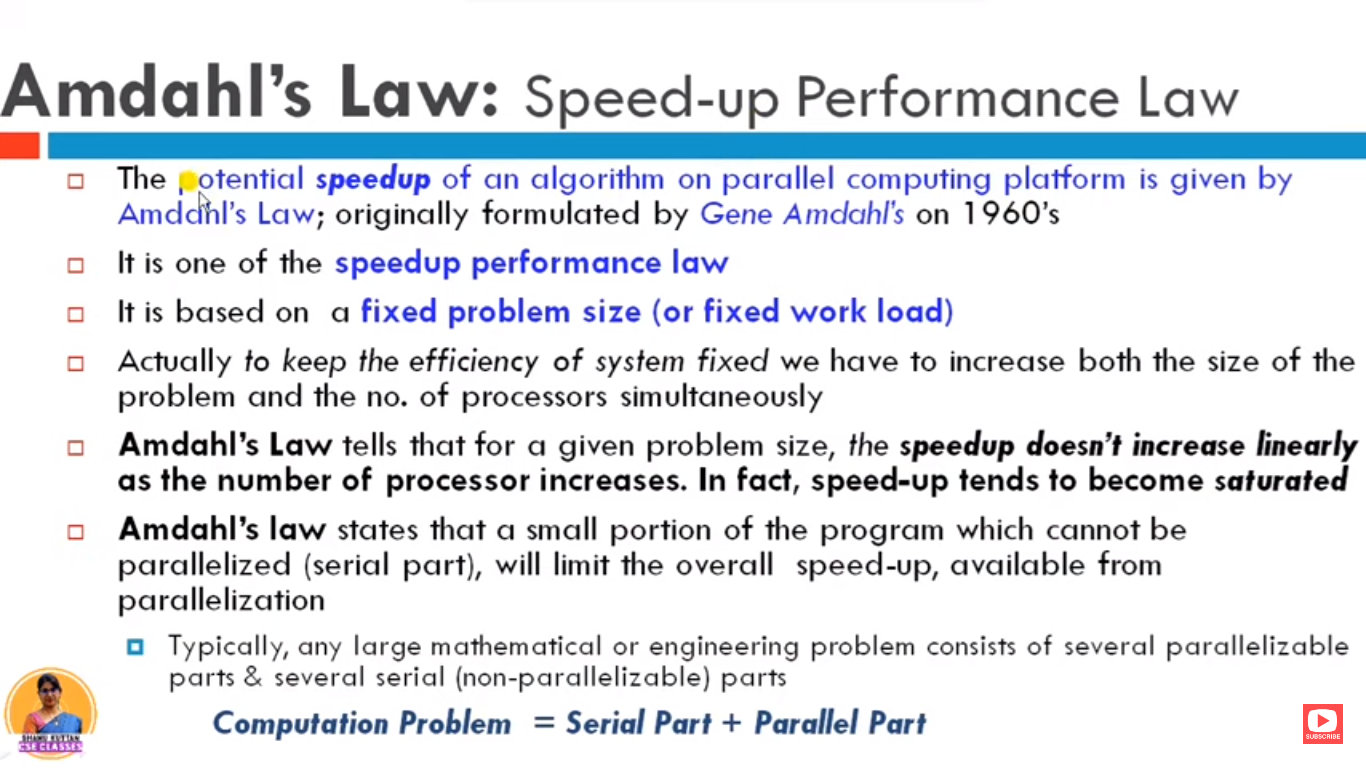 Amdahl's Law: Speed-up Performance Law
The potential speedup of an algorithm on parallel computing platform is given by
Amdahl's Law; originally formulated by Gene Amdahl's on 1960's
It is one of the speedup performance law
It is based on a fixed problem size (or fixed work load)
Actually to keep the efficiency of system fixed we have to increase both the size of the
problem and the no. of processors simultaneously
Amdahl's Law tells that for a given problem size, the speedup doesn't increase linearly
as the number of processor increases. In fact, speed-up tends to become saturated
Amdahl's law states that a small portion of the program which cannot be
parallelized (serial part), will limit the overall speed-up, available from
parallelization
Typically, any large mathematical or engineering problem consists of several parallelizable
parts & several serial (non-parallelizable) parts
Computation Problem = Serial Part + Parallel Part
SHANU KUTTAN
CSE CLASSES
SUBSCRIBE